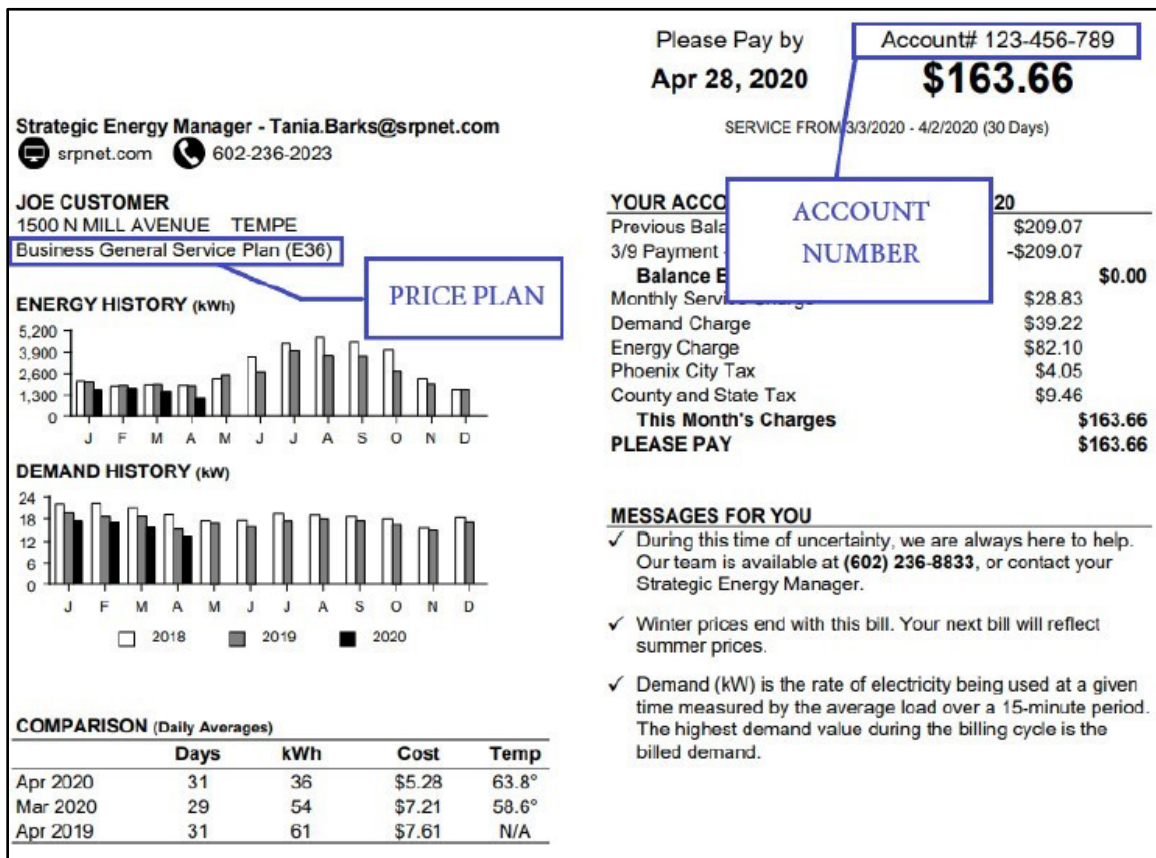 Please Pay by
Account# 123-456-789
Apr 28, 2020
$163.66
SERVICE FROM 3/3/2020 - 4/2/2020 (30 Days)
Strategic Energy Manager - Tania.Barks@srpnet.com
srpnet.com 602-236-2023
JOE CUSTOMER
1500 N MILL AVENUE TEMPE
Business General Service Plan (E36)
PRICE PLAN
ENERGY HISTORY (kWh)
5,200
3,900
2,600
1,300
0
J F M A M J J A S O N D
DEMAND HISTORY (kW)
24
18
12
6
0
J F M A M J J A S O N D
2018 2019 2020
COMPARISON (Daily Averages)
Days kWh Cost Temp
Apr 2020 31 36 $5.28 63.8°
Mar 2020 29 54 $7.21 58.6°
Apr 2019 31 61 $7.61 N/A
ACCOUNT
NUMBER
YOUR 20
Previous $209.07
3/9 Payment -$209.07
Balance $0.00
Monthly $28.83
Demand Charge $39.22
Energy Charge $82.10
Phoenix City Tax $4.05
County and State Tax $9.46
This Month's Charges $163.66
PLEASE PAY $163.66
MESSAGES FOR YOU
✓ During this time of uncertainty, we are always here to help.
Our team is available at (602) 236-8833, or contact your
Strategic Energy Manager.
✓ Winter prices end with this bill. Your next bill will reflect
summer prices.
✓ Demand (kW) is the rate of electricity being used at a given
time measured by the average load over a 15-minute period.
The highest demand value during the billing cycle is the
billed demand.